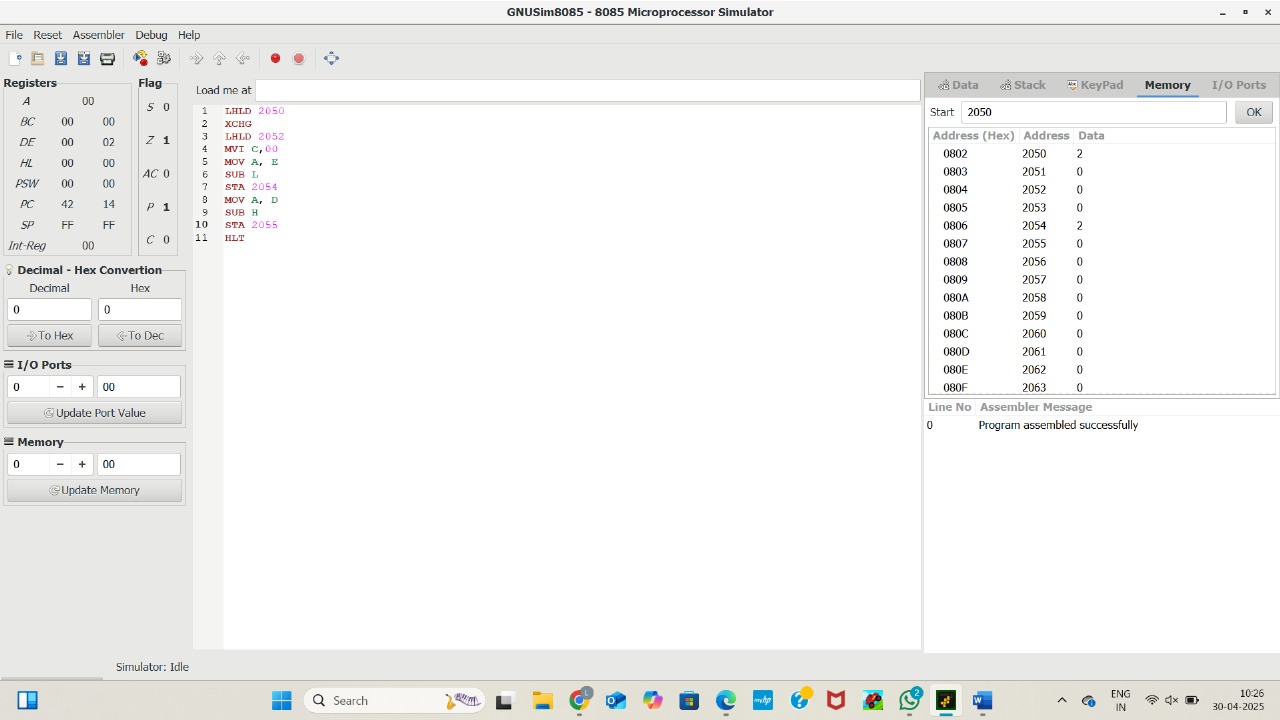 GNUSim8085 - 8085 Microprocessor Simulator
File Reset Assembler Debug Help
Registers
A 00
BC 00 00
DE 00 02
HL 00 00
PSW 00 00
PC 42 14
SP FF FF
Int-Reg 00
Flag
S 0
Z 1
AC 0
P 1
C 0
Decimal - Hex Convertion
Decimal Hex
0 0
To Hex To Dec
I/O Ports
0 − + 00
Update Port Value
Memory
0 − + 00
Update Memory
Load me at
1 LHLD 2050
2 XCHG
3 LHLD 2052
4 MVI C,00
5 MOV A, E
6 SUB L
7 STA 2054
8 MOV A, D
9 SUB H
10 STA 2055
11 HLT
Data Stack KeyPad Memory I/O Ports
Start 2050 OK
Address (Hex) Address Data
0802 2050 2
0803 2051 0
0804 2052 0
0805 2053 0
0806 2054 2
0807 2055 0
0808 2056 0
0809 2057 0
080A 2058 0
080B 2059 0
080C 2060 0
080D 2061 0
080E 2062 0
080F 2063 0
Line No Assembler Message
0 Program assembled successfully
Simulator: Idle
Search
L
2
ENG
IN
10:26
30-04-2025